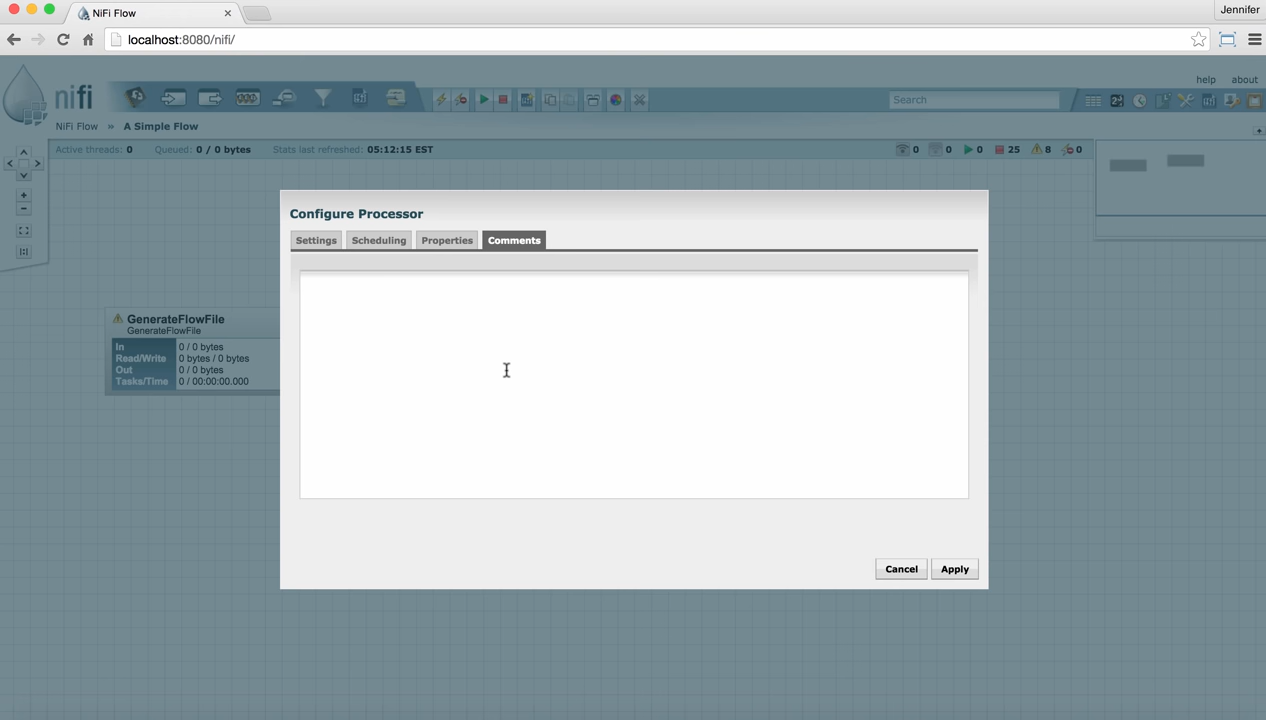 NiFi Flow
Jennifer
localhost:8080/nifi/
nifi
help
about
Search
NiFi Flow » A Simple Flow
Active threads: 0
Queued: 0 / 0 bytes
Stats last refreshed: 05:12:15 EST
0
0
0
25
8
0
Configure Processor
Settings
Scheduling
Properties
Comments
GenerateFlowFile
GenerateFlowFile
In 0 / 0 bytes
Read/Write 0 bytes / 0 bytes
Out 0 / 0 bytes
Tasks/Time 0 / 00:00:00.000
Cancel
Apply